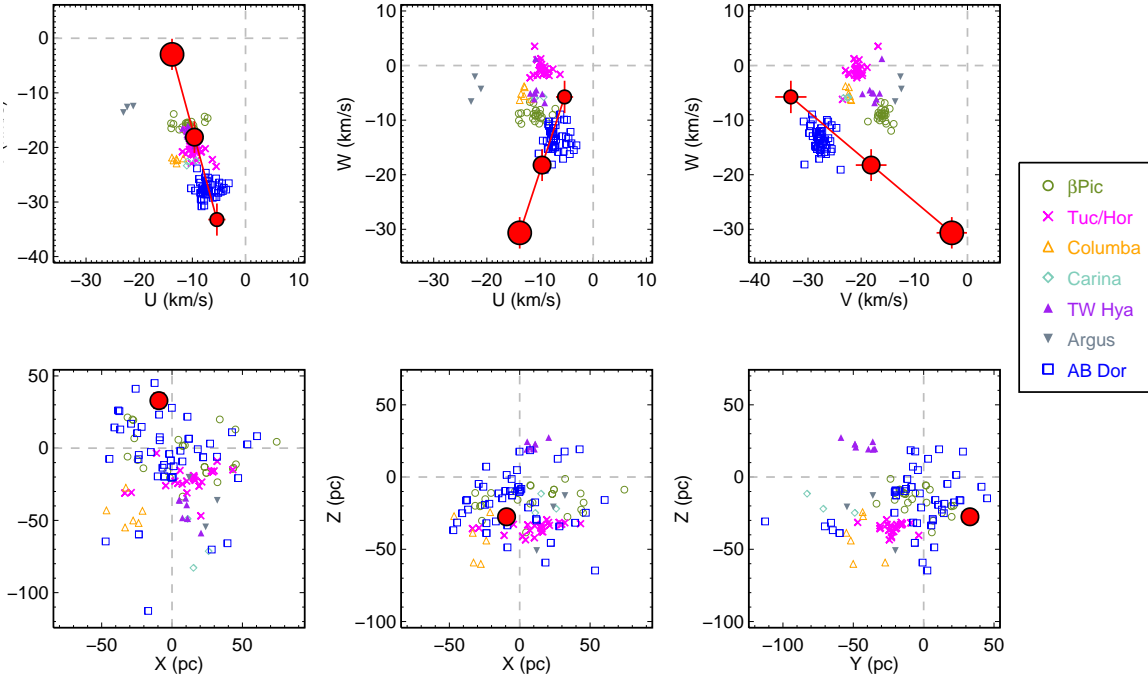 0
−10
−20
−30
−40
−30 −20 −10 0 10
U (km/s)
10
0
−10
−20
−30
W (km/s)
−30 −20 −10 0 10
U (km/s)
10
0
−10
−20
−30
W (km/s)
−40 −30 −20 −10 0
V (km/s)
βPic
Tuc/Hor
Columba
Carina
TW Hya
Argus
AB Dor
50
0
−50
−100
−50 0 50
X (pc)
50
0
−50
−100
Z (pc)
−50 0 50
X (pc)
50
0
−50
−100
Z (pc)
−100 −50 0 50
Y (pc)